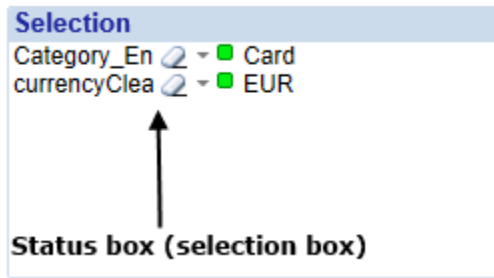 Selection
Category_En Card
currencyClea EUR
Status box (selection box)